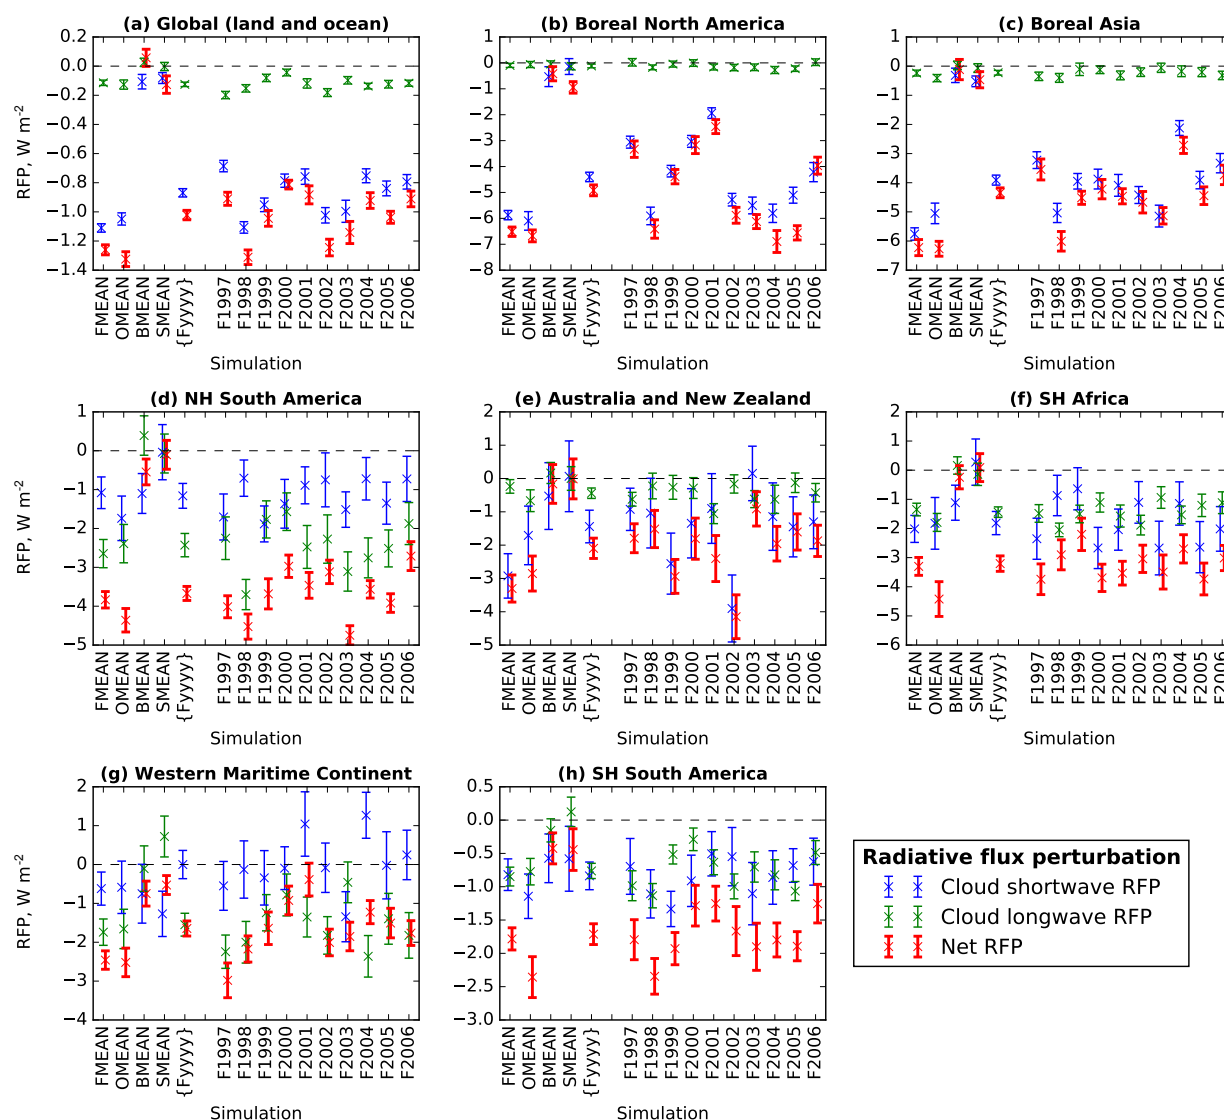 (a) Global (land and ocean)
(b) Boreal North America
(c) Boreal Asia
RFP, W m-2
0.2
0.0
−0.2
−0.4
−0.6
−0.8
−1.0
−1.2
−1.4
1
0
−1
−2
−3
−4
−5
−6
−7
−8
1
0
−1
−2
−3
−4
−5
−6
−7
FMEAN
OMEAN
BMEAN
SMEAN
{Fyyyy}
F1997
F1998
F1999
F2000
F2001
F2002
F2003
F2004
F2005
F2006
FMEAN
OMEAN
BMEAN
SMEAN
{Fyyyy}
F1997
F1998
F1999
F2000
F2001
F2002
F2003
F2004
F2005
F2006
FMEAN
OMEAN
BMEAN
SMEAN
{Fyyyy}
F1997
F1998
F1999
F2000
F2001
F2002
F2003
F2004
F2005
F2006
Simulation
Simulation
Simulation
(d) NH South America
(e) Australia and New Zealand
(f) SH Africa
RFP, W m-2
1
0
−1
−2
−3
−4
−5
2
1
0
−1
−2
−3
−4
−5
2
1
0
−1
−2
−3
−4
−5
−6
FMEAN
OMEAN
BMEAN
SMEAN
{Fyyyy}
F1997
F1998
F1999
F2000
F2001
F2002
F2003
F2004
F2005
F2006
FMEAN
OMEAN
BMEAN
SMEAN
{Fyyyy}
F1997
F1998
F1999
F2000
F2001
F2002
F2003
F2004
F2005
F2006
FMEAN
OMEAN
BMEAN
SMEAN
{Fyyyy}
F1997
F1998
F1999
F2000
F2001
F2002
F2003
F2004
F2005
F2006
Simulation
Simulation
Simulation
(g) Western Maritime Continent
(h) SH South America
RFP, W m-2
2
1
0
−1
−2
−3
−4
0.5
0.0
−0.5
−1.0
−1.5
−2.0
−2.5
−3.0
FMEAN
OMEAN
BMEAN
SMEAN
{Fyyyy}
F1997
F1998
F1999
F2000
F2001
F2002
F2003
F2004
F2005
F2006
FMEAN
OMEAN
BMEAN
SMEAN
{Fyyyy}
F1997
F1998
F1999
F2000
F2001
F2002
F2003
F2004
F2005
F2006
Simulation
Simulation
Radiative flux perturbation
Cloud shortwave RFP
Cloud longwave RFP
Net RFP